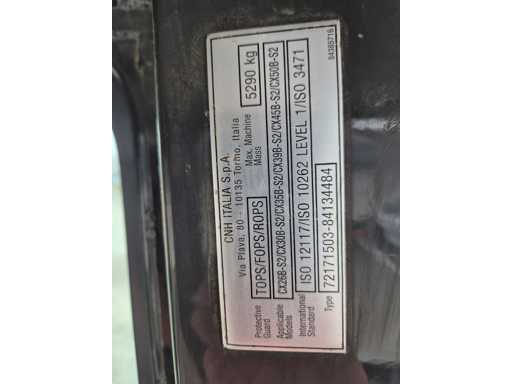 CNH ITALIA S.p.A.
Via Plava, 80 - 10135 Torino, Italia
Protective Guard TOPS/FOPS/ROPS Max. Machine Mass 5290 kg
Applicable Models CX26B-S2/CX30B-S2/CX35B-S2/CX39B-S2/CX45B-S2/CX50B-S2
International Standard ISO 12117/ISO 10262 LEVEL 1/ISO 3471
Type 72171503-84134484
84385716